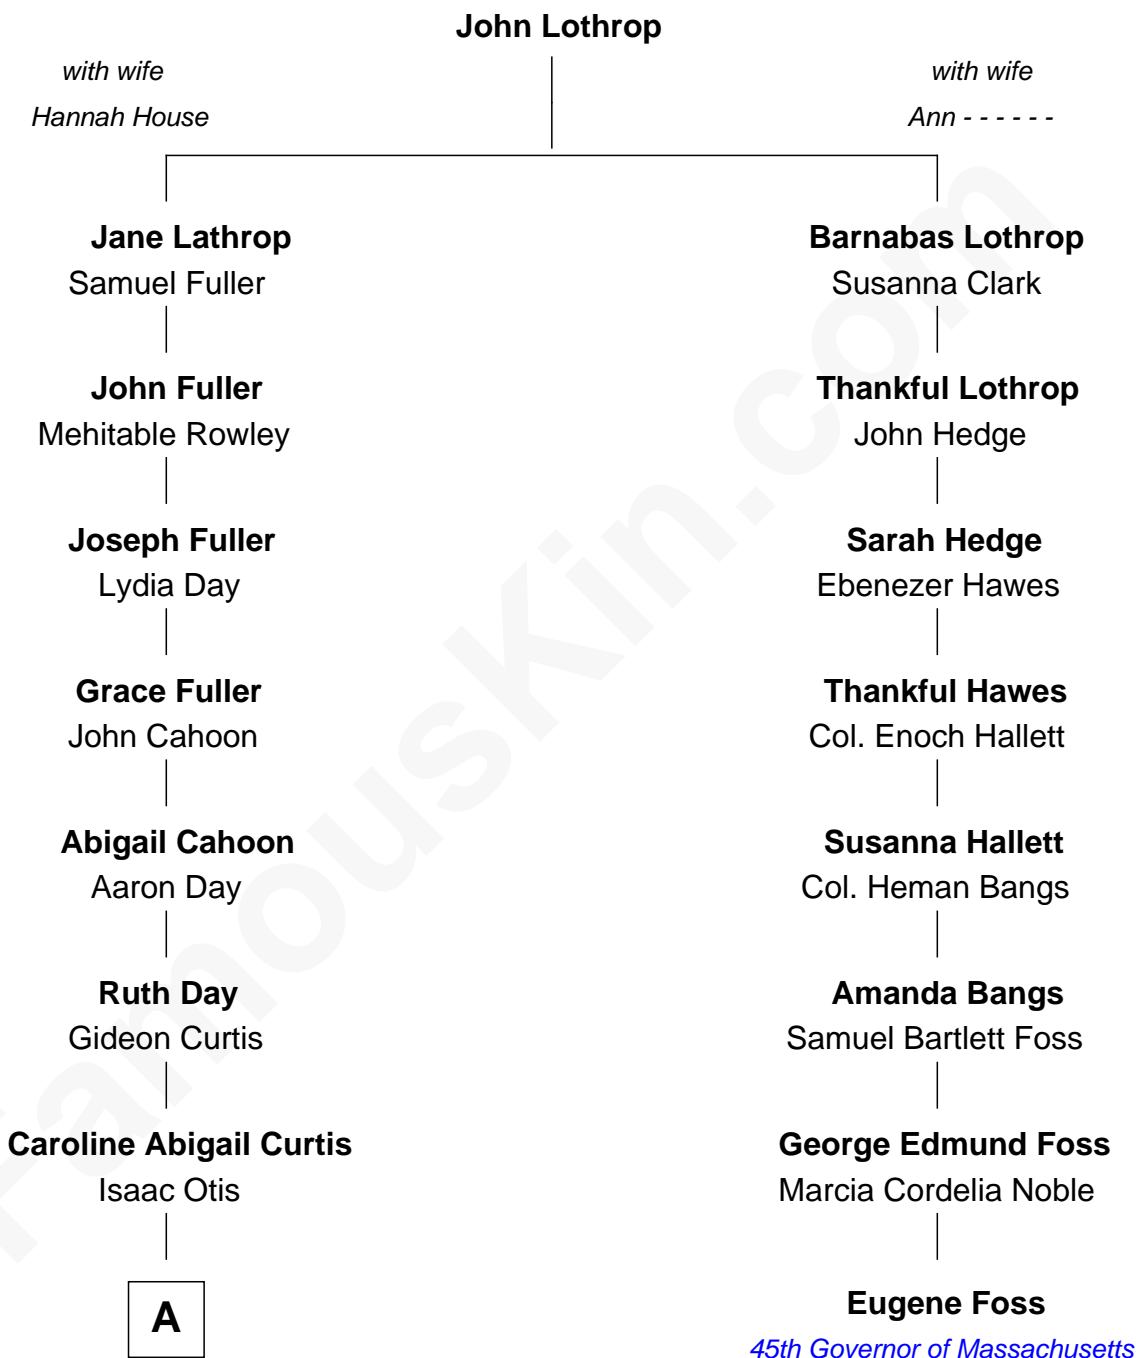 John Lothrop
with wife
Hannah House
with wife
Ann - - - - - -
Jane Lathrop
Samuel Fuller
Barnabas Lothrop
Susanna Clark
John Fuller
Mehitable Rowley
Thankful Lothrop
John Hedge
Joseph Fuller
Lydia Day
Sarah Hedge
Ebenezer Hawes
Grace Fuller
John Cahoon
Thankful Hawes
Col. Enoch Hallett
Abigail Cahoon
Aaron Day
Susanna Hallett
Col. Heman Bangs
Ruth Day
Gideon Curtis
Amanda Bangs
Samuel Bartlett Foss
Caroline Abigail Curtis
Isaac Otis
George Edmund Foss
Marcia Cordelia Noble
A
Eugene Foss
45th Governor of Massachusetts
FamousKin.com